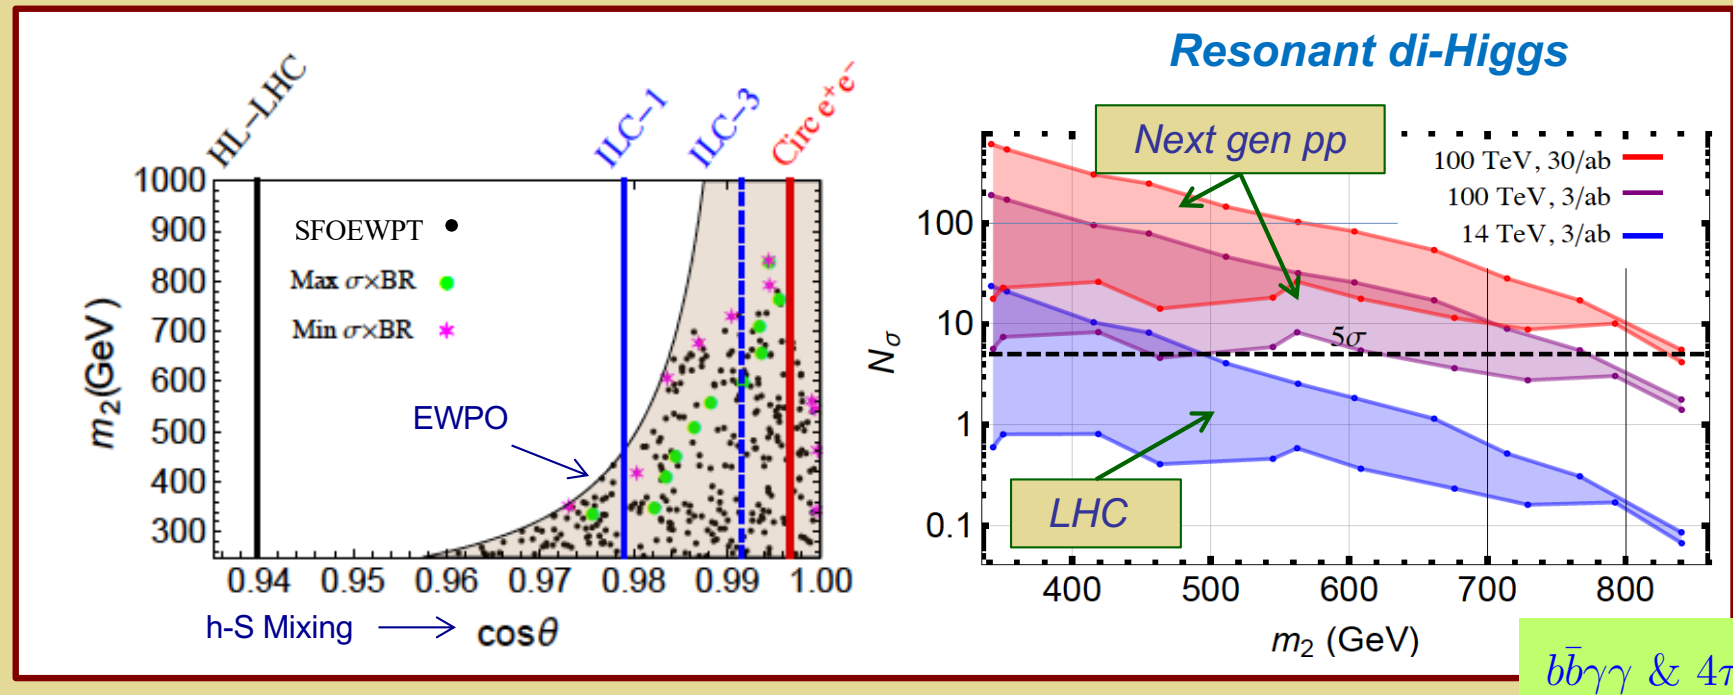 Resonant di-Higgs
HL-LHC
ILC-1
ILC-3
Circ e⁺e⁻
SFOEWPT
Max σ×BR
Min σ×BR
EWPO
m₂(GeV)
1000
900
800
700
600
500
400
300
0.94 0.95 0.96 0.97 0.98 0.99 1.00
h-S Mixing
cosθ
Next gen pp
100 TeV, 30/ab
100 TeV, 3/ab
14 TeV, 3/ab
5σ
LHC
N_σ
100
10
1
0.1
400 500 600 700 800
m₂ (GeV)
bb̄γγ & 4τ